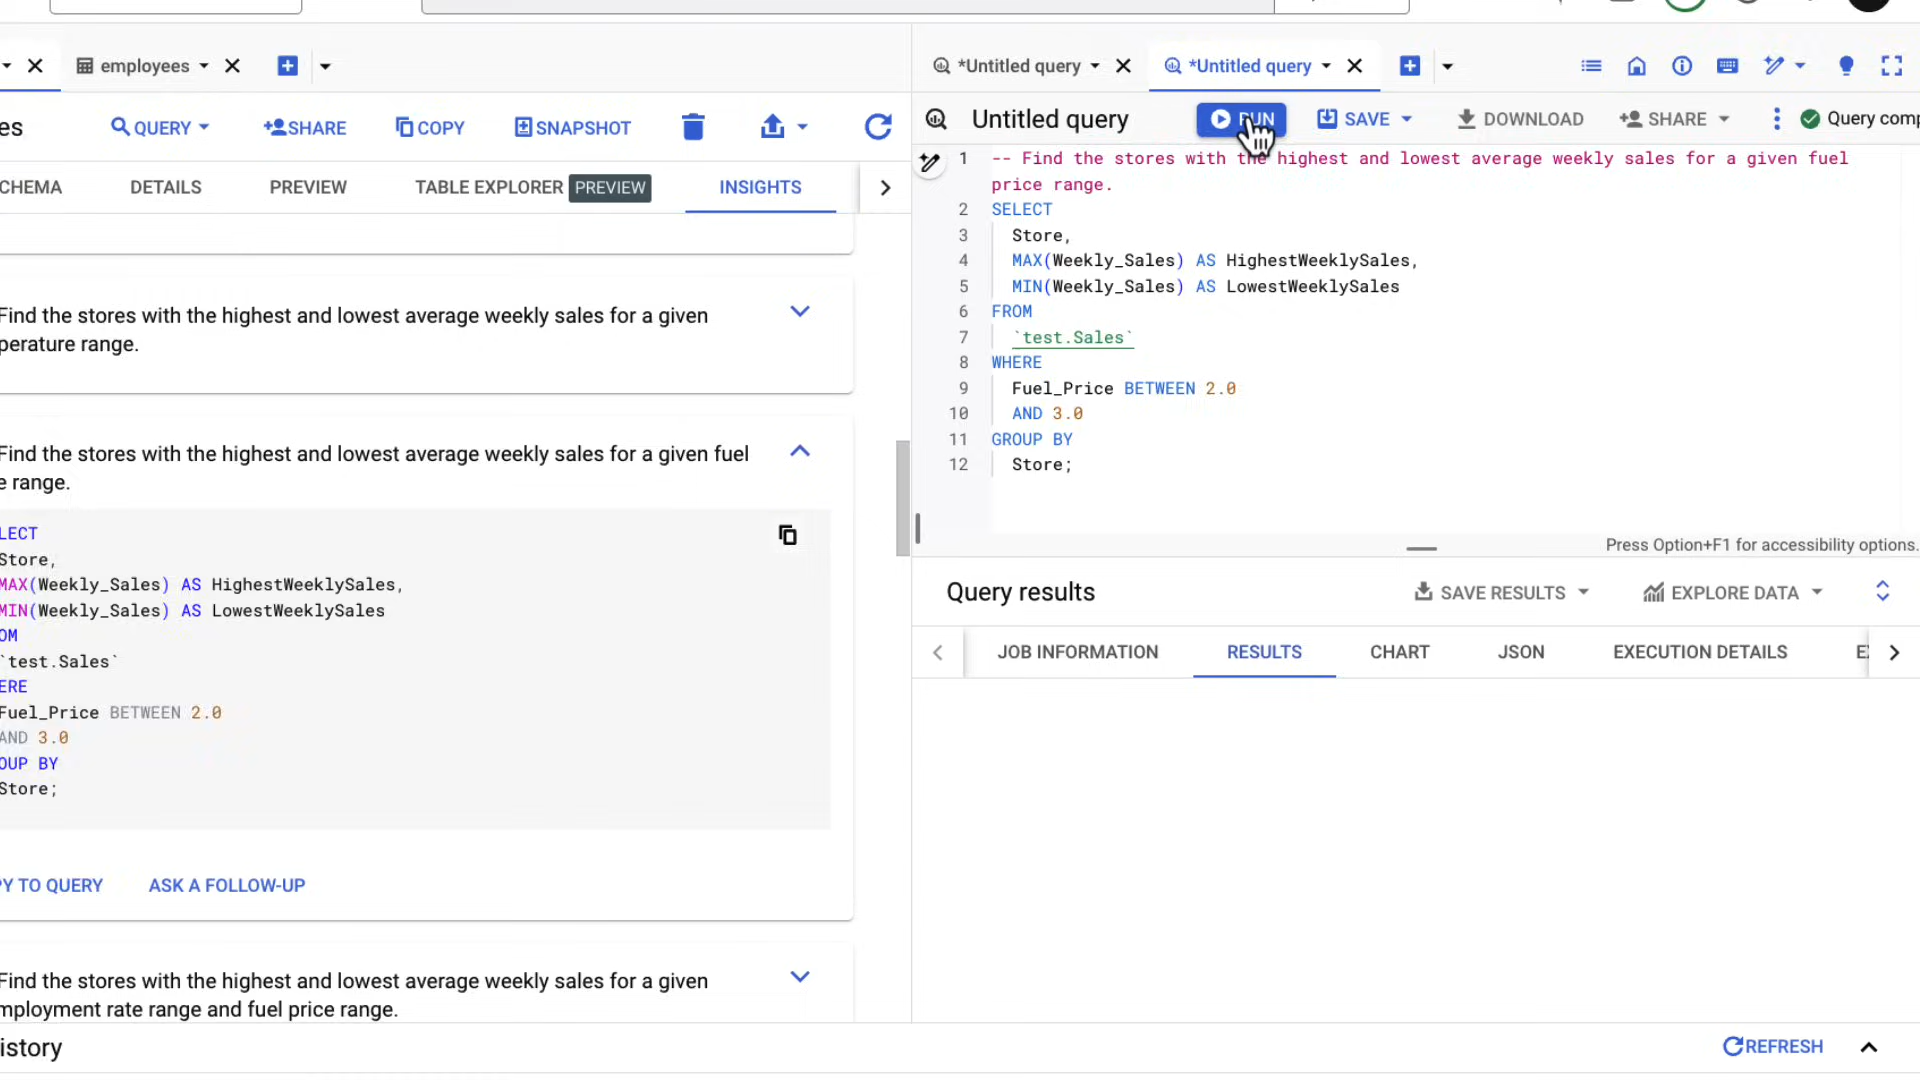 employees
*Untitled query
*Untitled query
es
QUERY
SHARE
COPY
SNAPSHOT
Untitled query
RUN
SAVE
DOWNLOAD
SHARE
Query comp
CHEMA
DETAILS
PREVIEW
TABLE EXPLORER PREVIEW
INSIGHTS
Find the stores with the highest and lowest average weekly sales for a given
perature range.
Find the stores with the highest and lowest average weekly sales for a given fuel
e range.
LECT
Store,
MAX(Weekly_Sales) AS HighestWeeklySales,
MIN(Weekly_Sales) AS LowestWeeklySales
OM
`test.Sales`
ERE
Fuel_Price BETWEEN 2.0
AND 3.0
OUP BY
Store;
PY TO QUERY
ASK A FOLLOW-UP
Find the stores with the highest and lowest average weekly sales for a given
mployment rate range and fuel price range.
1 -- Find the stores with the highest and lowest average weekly sales for a given fuel
price range.
2 SELECT
3 Store,
4 MAX(Weekly_Sales) AS HighestWeeklySales,
5 MIN(Weekly_Sales) AS LowestWeeklySales
6 FROM
7 `test.Sales`
8 WHERE
9 Fuel_Price BETWEEN 2.0
10 AND 3.0
11 GROUP BY
12 Store;
Press Option+F1 for accessibility options.
Query results
SAVE RESULTS
EXPLORE DATA
JOB INFORMATION
RESULTS
CHART
JSON
EXECUTION DETAILS
istory
REFRESH